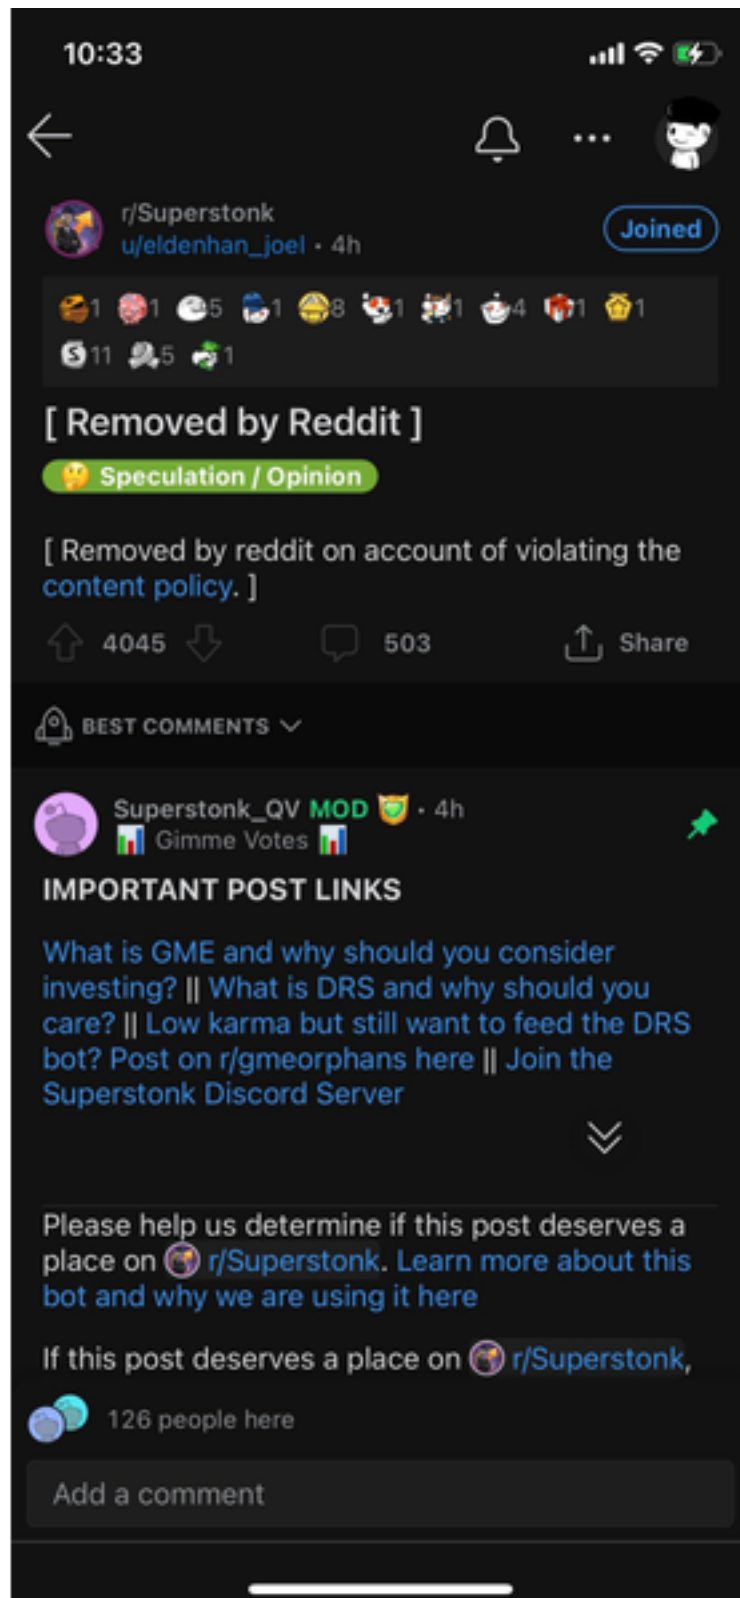 10:33
r/Superstonk
u/eldenhan_joel • 4h
Joined
1 1 5 1 8 1 1 4 1 1
S 11 5 1
[ Removed by Reddit ]
🤔 Speculation / Opinion
[ Removed by reddit on account of violating the
content policy. ]
4045
503
Share
BEST COMMENTS
Superstonk_QV MOD • 4h
📊 Gimme Votes 📊
IMPORTANT POST LINKS
What is GME and why should you consider
investing? || What is DRS and why should you
care? || Low karma but still want to feed the DRS
bot? Post on r/gmeorphans here || Join the
Superstonk Discord Server
Please help us determine if this post deserves a
place on r/Superstonk. Learn more about this
bot and why we are using it here
If this post deserves a place on r/Superstonk,
126 people here
Add a comment